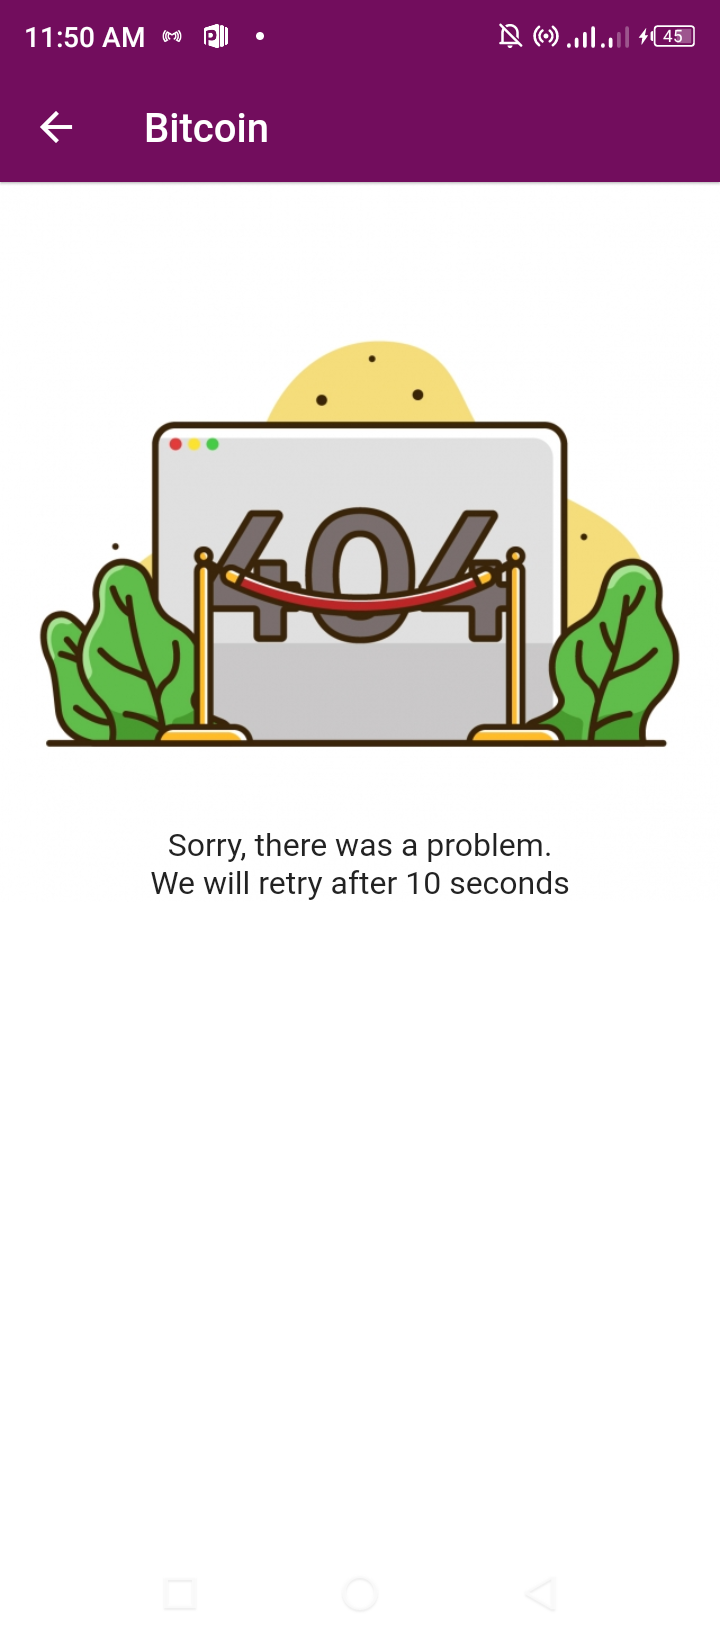 11:50 AM
45
Bitcoin
404
Sorry, there was a problem.
We will retry after 10 seconds